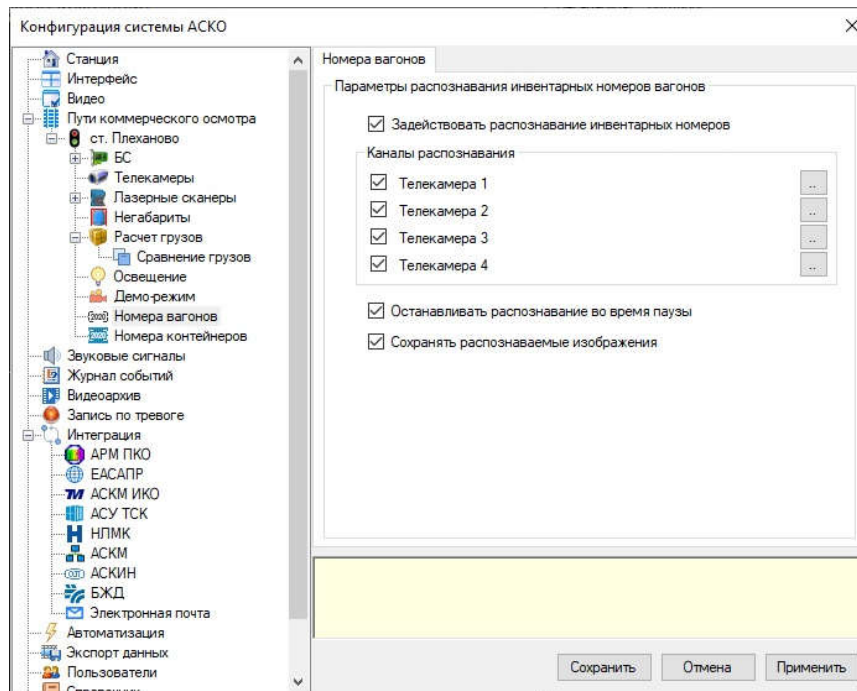 Конфигурация системы АСКО
Станция
Интерфейс
Видео
Пути коммерческого осмотра
ст. Плеханово
БС
Телекамеры
Лазерные сканеры
Негабариты
Расчет грузов
Сравнение грузов
Освещение
Демо-режим
Номера вагонов
Номера контейнеров
Звуковые сигналы
Журнал событий
Видеоархив
Запись по тревоге
Интеграция
АРМ ПКО
ЕАСАПР
АСКМ ИКО
АСУ ТСК
НЛМК
АСКМ
АСКИН
БЖД
Электронная почта
Автоматизация
Экспорт данных
Пользователи
Номера вагонов
Параметры распознавания инвентарных номеров вагонов
Задействовать распознавание инвентарных номеров
Каналы распознавания
Телекамера 1 ..
Телекамера 2 ..
Телекамера 3 ..
Телекамера 4 ..
Останавливать распознавание во время паузы
Сохранять распознаваемые изображения
Сохранить Отмена Применить